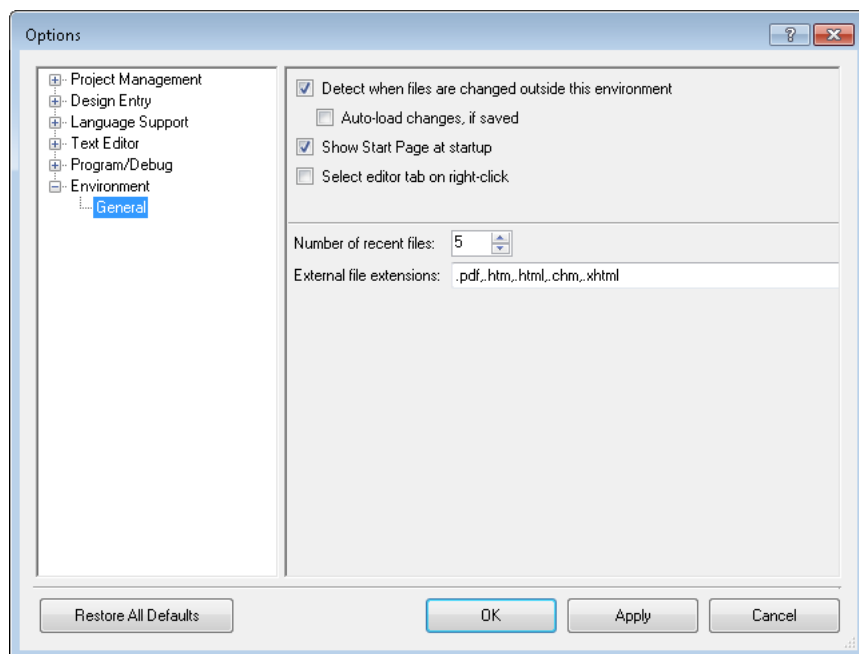 Options
Project Management
Design Entry
Language Support
Text Editor
Program/Debug
Environment
General
Detect when files are changed outside this environment
Auto-load changes, if saved
Show Start Page at startup
Select editor tab on right-click
Number of recent files: 5
External file extensions: .pdf,.htm,.html,.chm,.xhtml
Restore All Defaults
OK
Apply
Cancel